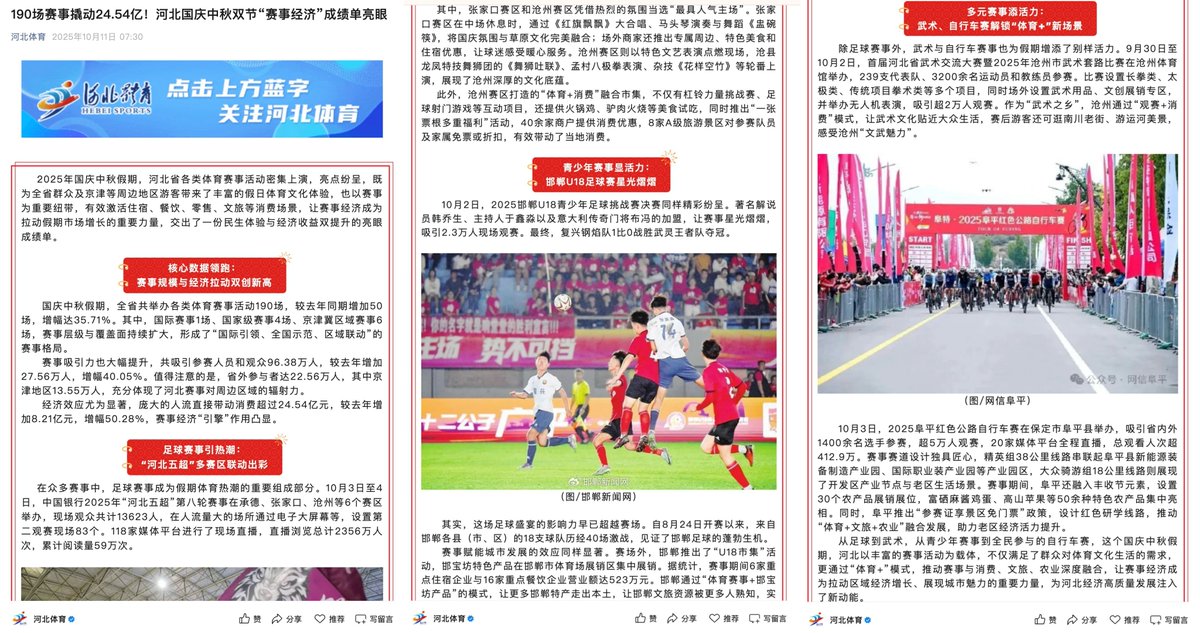 190场赛事撬动24.54亿！河北国庆中秋双节“赛事经济”成绩单亮眼
河北体育 2025年10月11日 07:30
河北体育
HEBEI SPORTS
点击上方蓝字
关注河北体育
2025年国庆中秋假期，河北省各类体育赛事活动密集上演，亮点纷呈，既
为全省群众及京津等周边地区游客带来了丰富的假日体育文化体验，也以赛事
为重要纽带，有效激活住宿、餐饮、零售、文旅等消费场景，让赛事经济成为
拉动假期市场增长的重要力量，交出了一份民生体验与经济收益双提升的亮眼
成绩单。
核心数据领跑：
赛事规模与经济拉动双创新高
国庆中秋假期，全省共举办各类体育赛事活动190场，较去年同期增加50
场，增幅达35.71%。其中，国际赛事1场、国家级赛事4场、京津冀区域赛事6
场，赛事层级与覆盖面持续扩大，形成了“国际引领、全国示范、区域联动”的
赛事格局。
赛事吸引力也大幅提升，共吸引参赛人员和观众96.38万人，较去年增加
27.56万人，增幅40.05%。值得注意的是，省外参与者达22.56万人，其中京
津地区13.55万人，充分体现了河北赛事对周边区域的辐射力。
经济效应尤为显著，庞大的人流直接带动消费超过24.54亿元，较去年增
加8.21亿元，增幅50.28%，赛事经济“引擎”作用凸显。
足球赛事引热潮：
“河北五超”多赛区联动出彩
在众多赛事中，足球赛事成为假期体育热潮的重要组成部分。10月3日至4
日，中国银行2025年“河北五超”第八轮赛事在承德、张家口、沧州等6个赛区
举办，现场观众共计13623人，在人流量大的场所通过电子大屏幕等，设置第
二观赛现场83个。118家媒体平台进行了现场直播，直播浏览总计2356万人
次，累计阅读量59万次。
河北体育
赞 分享 推荐 写留言
其中，张家口赛区和沧州赛区凭借热烈的氛围当选“最具人气主场”。张家
口赛区在中场休息时，通过《红旗飘飘》大合唱、马头琴演奏与舞蹈《盅碗
筷》，将国庆氛围与草原文化完美融合；场外商家还推出专属周边、特色美食和
住宿优惠，让球迷感受暖心服务。沧州赛区则以特色文艺表演点燃现场，沧县
龙凤特技舞狮团的《舞狮吐联》、孟村八极拳表演、杂技《花样空竹》等轮番上
演，展现了沧州深厚的文化底蕴。
此外，沧州赛区打造的“体育+消费”融合市集，不仅有杠铃力量挑战赛、足
球射门游戏等互动项目，还提供火锅鸡、驴肉火烧等美食试吃，同时推出“一张
票根多重福利”活动，40余家商户提供消费优惠，8家A级旅游景区对参赛队员
及家属免票或折扣，有效带动了当地消费。
青少年赛事显活力：
邯郸U18足球赛星光熠熠
10月2日，2025邯郸U18青少年足球挑战赛决赛同样精彩纷呈。著名解说
员韩乔生、主持人于鑫淼以及意大利传奇门将布冯的加盟，让赛事星光熠熠，
吸引2.3万人现场观赛。最终，复兴钢焰队1比0战胜武灵王者队夺冠。
你的名字就是响堂最的胜利宣言!!!
主场 势不可挡
十二公子广平
14
邯郸新闻网
(图/邯郸新闻网)
其实，这场足球盛宴的影响力早已超越赛场。自8月24日开赛以来，来自
邯郸各县（市、区）的18支球队历经40场激战，见证了邯郸足球的蓬勃生机。
赛事赋能城市发展的效应同样显著。赛场外，邯郸推出了“U18市集”活
动，邯宝坊特色产品在邯郸市体育场展销区集中展销。据统计，赛事期间6家重
点住宿企业与16家重点餐饮企业营业额达523万元。邯郸通过“体育赛事+邯宝
坊产品”的模式，让更多邯郸特产走出本土，让邯郸文旅资源被更多人熟知，实
河北体育
赞 分享 推荐 写留言
多元赛事添活力：
武术、自行车赛解锁“体育+”新场景
除足球赛事外，武术与自行车赛事也为假期增添了别样活力。9月30日至
10月2日，首届河北省武术交流大赛暨2025年沧州市武术套路比赛在沧州体育
馆举办，239支代表队、3200余名运动员和教练员参赛。比赛设置长拳类、太
极类、传统项目拳术类等多个项目，同时场外设置武术用品、文创展销专区，
并举办无人机表演，吸引超2万人观赛。作为“武术之乡”，沧州通过“观赛+消
费”模式，让武术文化贴近大众生活，赛后游客还可逛南川老街、游运河美景，
感受沧州“文武魅力”。
阜特·2025阜平红色公路自行车赛
START
FINISH
公众号·网信阜平
(图/网信阜平)
10月3日，2025阜平红色公路自行车赛在保定市阜平县举办，吸引省内外
1400余名选手参赛，超5万人观赛，20家媒体平台全程直播，总观看人次超
412.9万。赛事赛道设计独具匠心，精英组38公里线路串联起阜平县新能源装
备制造产业园、国际职业装产业园等产业园区，大众骑游组18公里线路则展现
了开发区产业节点与老区生活场景。赛事期间，阜平还融入丰收节元素，设置
30个农产品展销展位，富硒麻酱鸡蛋、高山苹果等50余种特色农产品集中亮
相。同时，阜平推出“参赛证享景区免门票”政策，设计红色研学线路，推动
“体育+文旅+农业”融合发展，助力老区经济活力提升。
从足球到武术，从青少年赛事到全民参与的自行车赛，这个国庆中秋假
期，河北以丰富的赛事活动为载体，不仅满足了群众对体育文化生活的需求，
更通过“体育+”模式，推动赛事与消费、文旅、农业深度融合，让赛事经济成
为拉动区域经济增长、展现城市魅力的重要力量，为河北经济高质量发展注入
了新动能。
河北体育
赞 分享 推荐 写留言